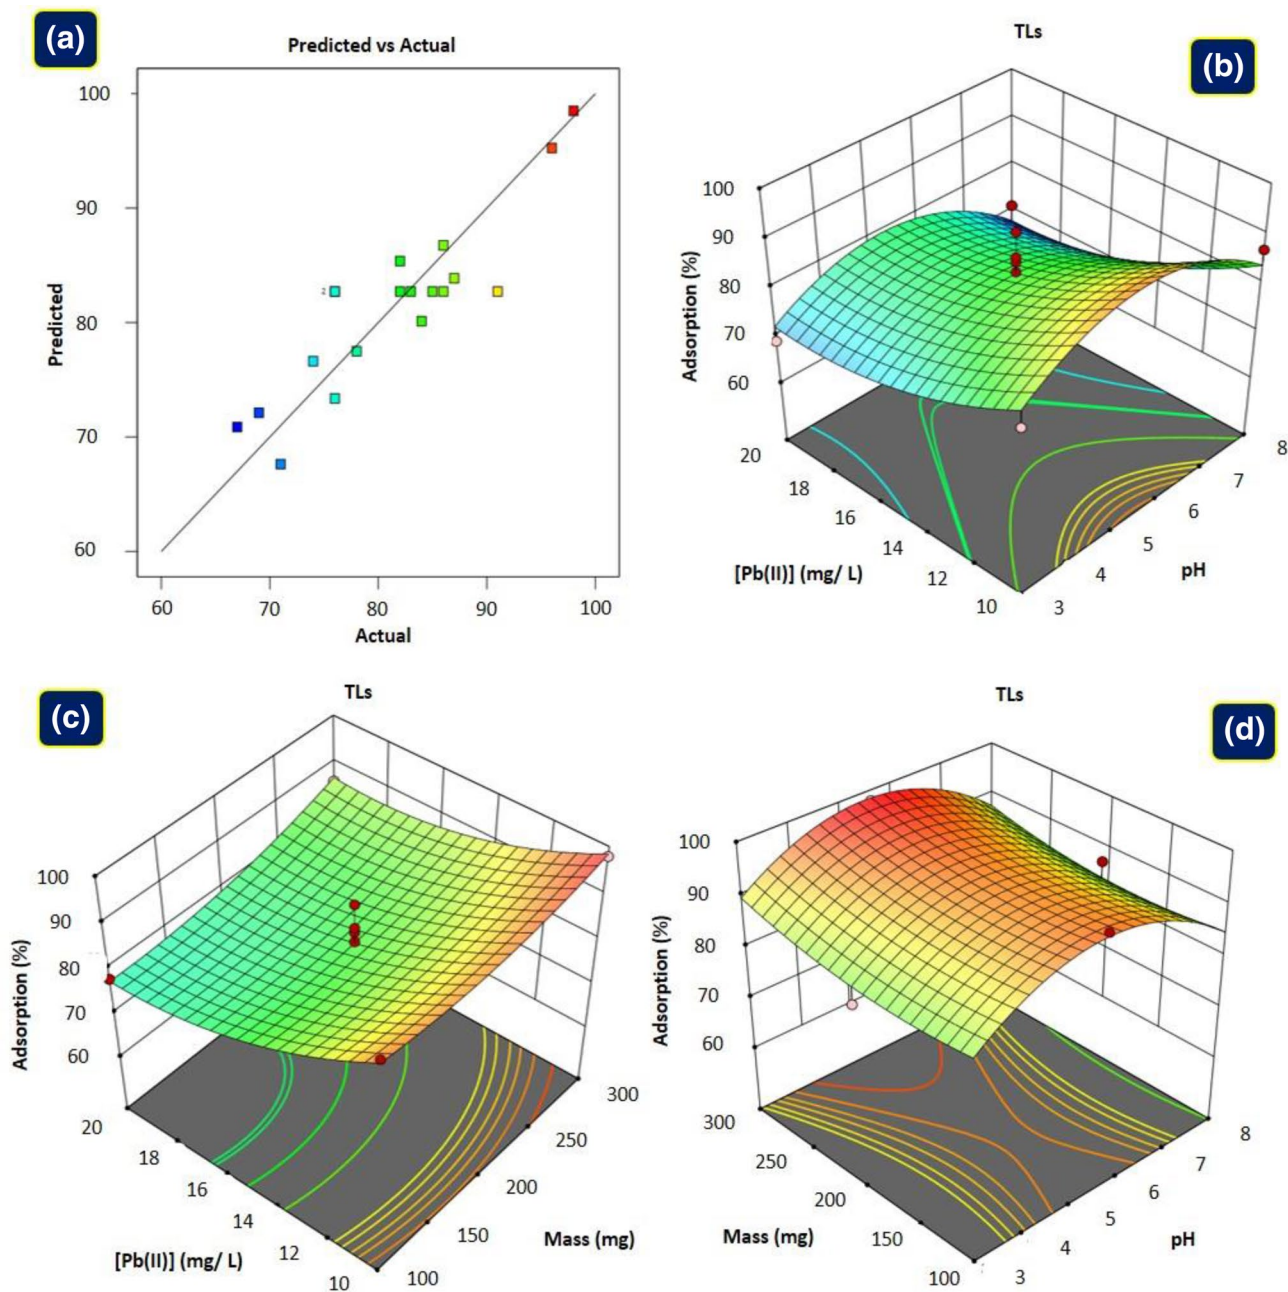 (a)
Predicted vs Actual
100
90
80
70
60
Predicted
2
60 70 80 90 100
Actual
(b)
TLs
100
90
80
70
60
Adsorption (%)
20
18
16
14
12
10
[Pb(II)] (mg/ L)
3
4
5
6
7
8
pH
(c)
TLs
100
90
80
70
60
Adsorption (%)
20
18
16
14
12
10
[Pb(II)] (mg/ L)
100
150
200
250
300
Mass (mg)
(d)
TLs
100
90
80
70
60
Adsorption (%)
300
250
200
150
100
Mass (mg)
3
4
5
6
7
8
pH